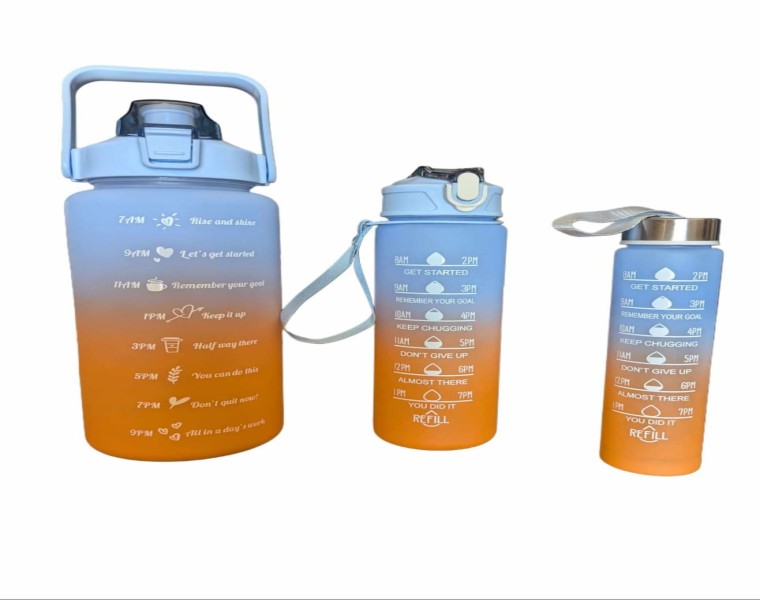 7AM Rise and shine
9AM Let's get started
11AM Remember your goal
1PM Keep it up
3PM Half way there
5PM You can do this
7PM Don't quit now!
9PM All in a day's work
8AM 2PM
GET STARTED
9AM 3PM
REMEMBER YOUR GOAL
10AM 4PM
KEEP CHUGGING
11AM 5PM
DON'T GIVE UP
12PM 6PM
ALMOST THERE
1PM 7PM
YOU DID IT
REFILL
8AM 2PM
GET STARTED
9AM 3PM
REMEMBER YOUR GOAL
10AM 4PM
KEEP CHUGGING
11AM 5PM
DON'T GIVE UP
12PM 6PM
ALMOST THERE
1PM 7PM
YOU DID IT
REFILL